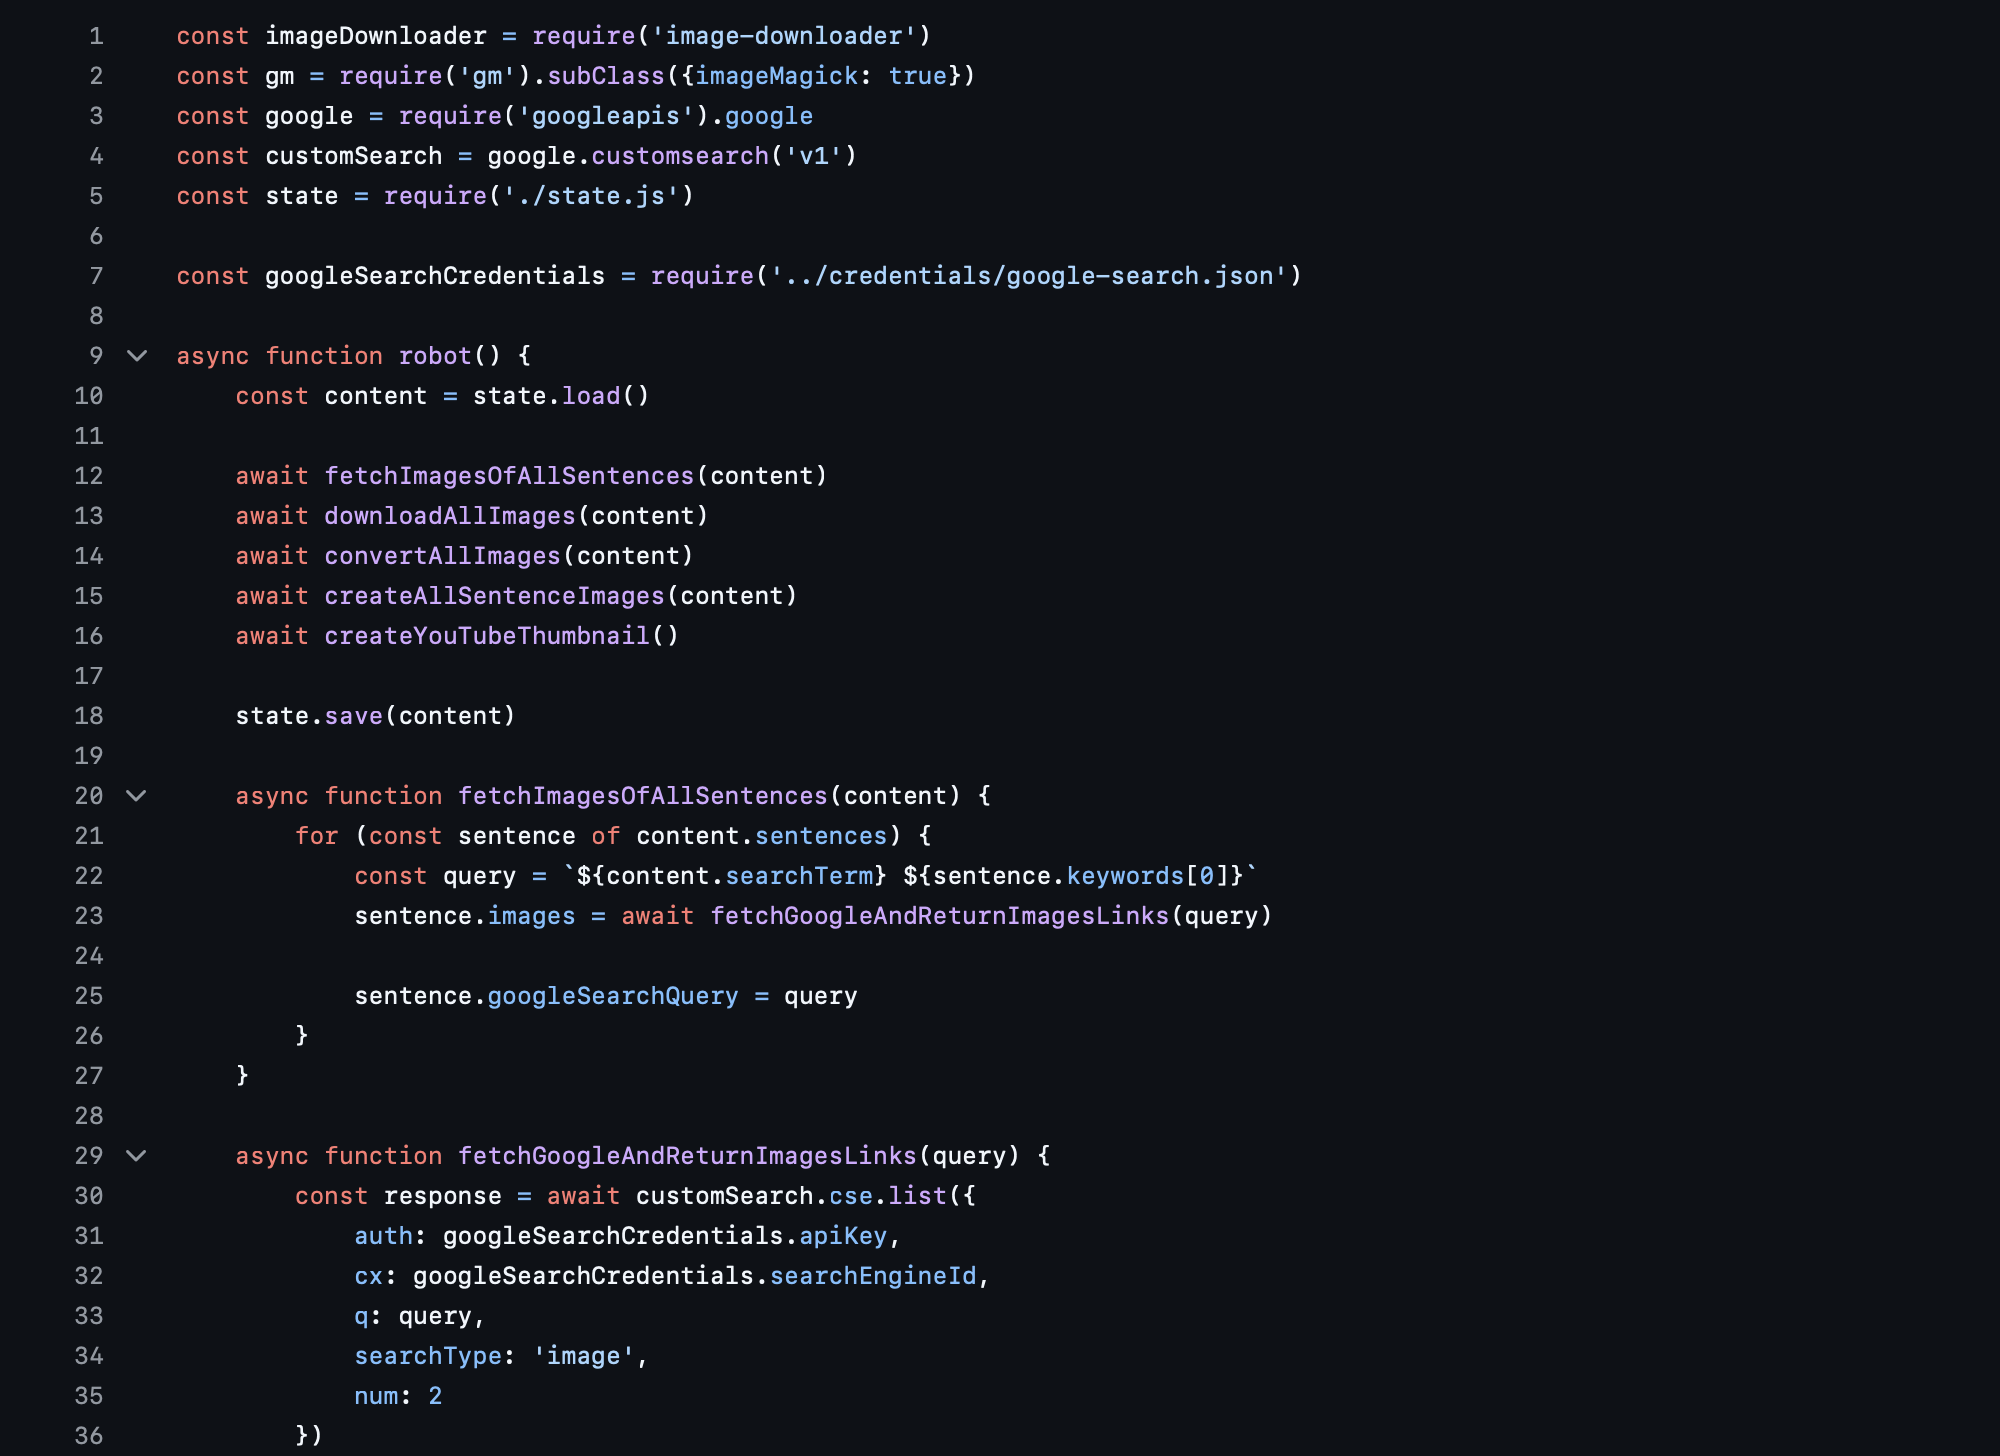 1 const imageDownloader = require('image-downloader')
2 const gm = require('gm').subClass({imageMagick: true})
3 const google = require('googleapis').google
4 const customSearch = google.customsearch('v1')
5 const state = require('./state.js')
6
7 const googleSearchCredentials = require('../credentials/google-search.json')
8
9 async function robot() {
10     const content = state.load()
11
12     await fetchImagesOfAllSentences(content)
13     await downloadAllImages(content)
14     await convertAllImages(content)
15     await createAllSentenceImages(content)
16     await createYouTubeThumbnail()
17
18     state.save(content)
19
20     async function fetchImagesOfAllSentences(content) {
21         for (const sentence of content.sentences) {
22             const query = `${content.searchTerm} ${sentence.keywords[0]}`
23             sentence.images = await fetchGoogleAndReturnImagesLinks(query)
24
25             sentence.googleSearchQuery = query
26         }
27     }
28
29     async function fetchGoogleAndReturnImagesLinks(query) {
30         const response = await customSearch.cse.list({
31             auth: googleSearchCredentials.apiKey,
32             cx: googleSearchCredentials.searchEngineId,
33             q: query,
34             searchType: 'image',
35             num: 2
36         })